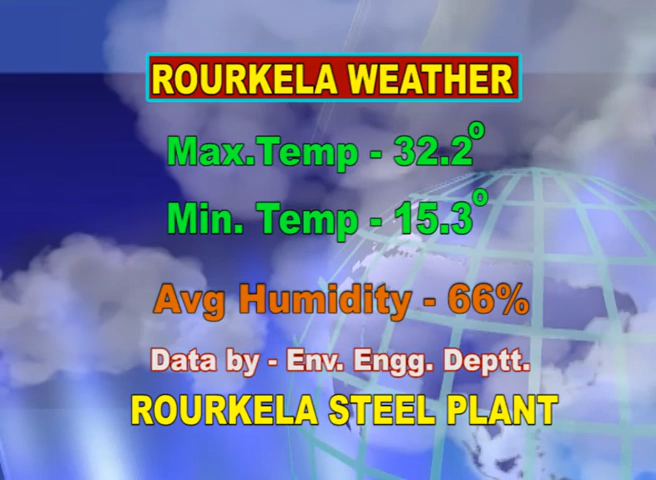 ROURKELA WEATHER
Max.Temp - 32.2°
Min. Temp - 15.3°
Avg Humidity - 66%
Data by - Env. Engg. Deptt.
ROURKELA STEEL PLANT